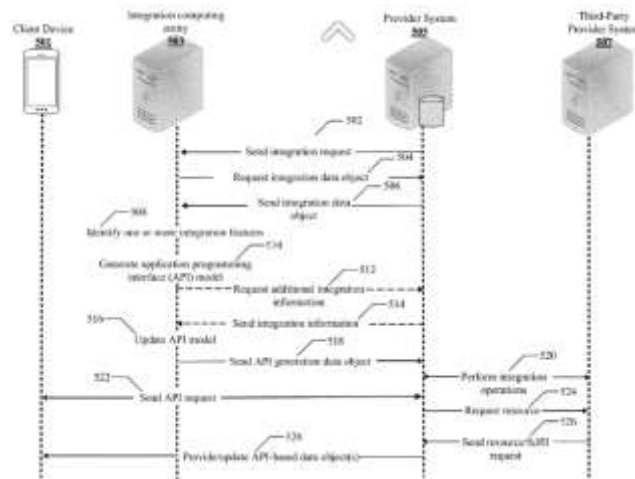 Client Device
501
Integration computing
entity
503
Provider System
505
Third-Party
Provider System
507
502
Send integration request
504
Request integration data object
506
Send integration data
object
508
Identify one or more integration features
Generate application programming
interface (API) model
512
Request additional integration
information
514
Send integration information
516
Update API model
518
Send API generation data object
520
Perform integration
operations
522
Send API request
524
Request resource
526
Send resource
request
Provide/update API-based data object(s)